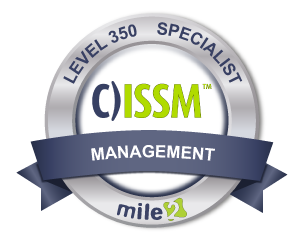 LEVEL 350 SPECIALIST
C)ISSM™
MANAGEMENT
mile2